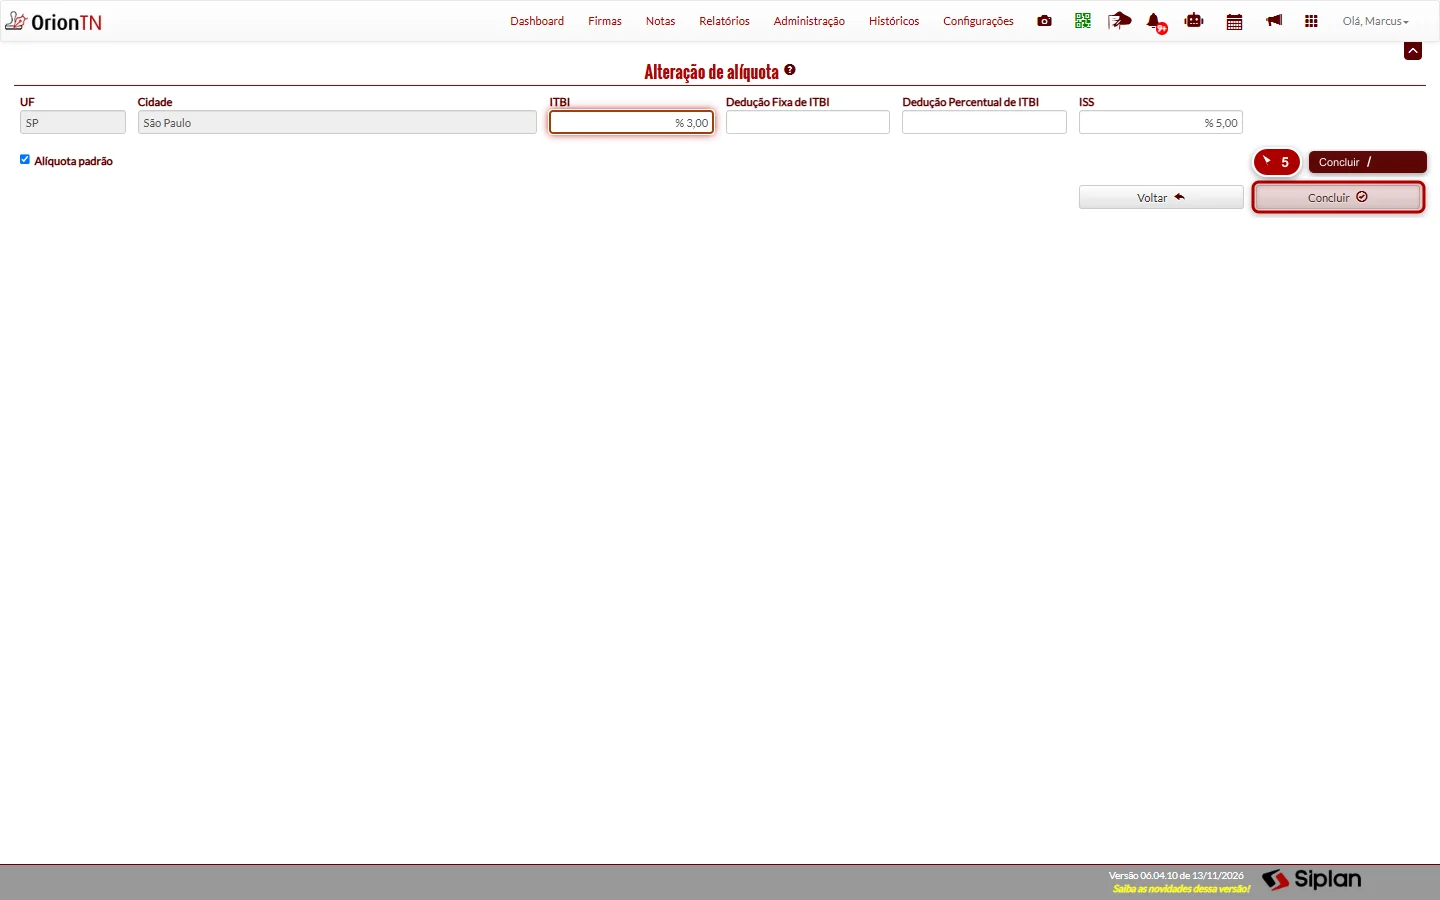 OrionTN
Dashboard Firmas Notas Relatórios Administração Históricos Configurações 9+ Olá, Marcus
Alteração de alíquota ?
UF Cidade ITBI Dedução Fixa de ITBI Dedução Percentual de ITBI ISS
SP São Paulo % 3,00 % 5,00
Alíquota padrão 5 Concluir /
Voltar Concluir
Versão 06.04.10 de 13/11/2026
Saiba as novidades dessa versão!
Siplan